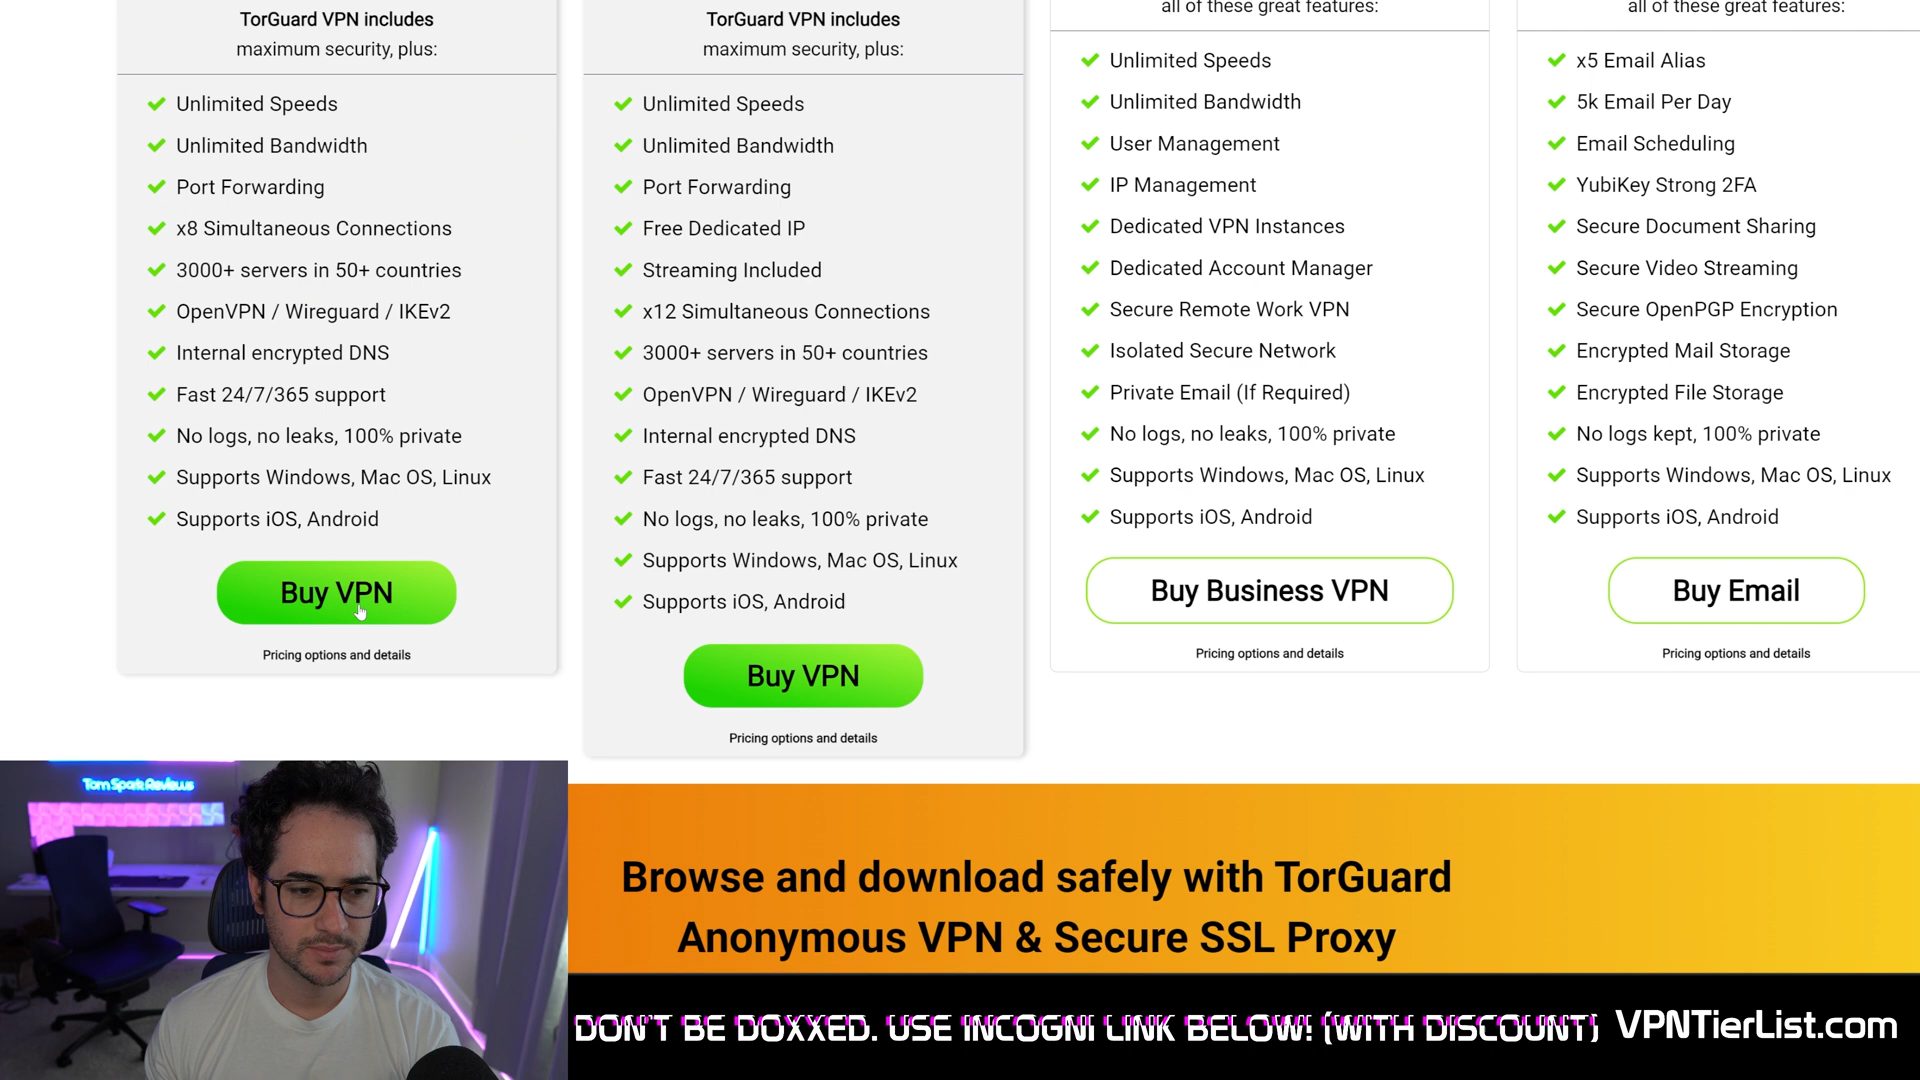 TorGuard VPN includes
maximum security, plus:
Unlimited Speeds
Unlimited Bandwidth
Port Forwarding
x8 Simultaneous Connections
3000+ servers in 50+ countries
OpenVPN / Wireguard / IKEv2
Internal encrypted DNS
Fast 24/7/365 support
No logs, no leaks, 100% private
Supports Windows, Mac OS, Linux
Supports iOS, Android
Buy VPN
Pricing options and details
TorGuard VPN includes
maximum security, plus:
Unlimited Speeds
Unlimited Bandwidth
Port Forwarding
Free Dedicated IP
Streaming Included
x12 Simultaneous Connections
3000+ servers in 50+ countries
OpenVPN / Wireguard / IKEv2
Internal encrypted DNS
Fast 24/7/365 support
No logs, no leaks, 100% private
Supports Windows, Mac OS, Linux
Supports iOS, Android
Buy VPN
Pricing options and details
all of these great features:
Unlimited Speeds
Unlimited Bandwidth
User Management
IP Management
Dedicated VPN Instances
Dedicated Account Manager
Secure Remote Work VPN
Isolated Secure Network
Private Email (If Required)
No logs, no leaks, 100% private
Supports Windows, Mac OS, Linux
Supports iOS, Android
Buy Business VPN
Pricing options and details
all of these great features:
x5 Email Alias
5k Email Per Day
Email Scheduling
YubiKey Strong 2FA
Secure Document Sharing
Secure Video Streaming
Secure OpenPGP Encryption
Encrypted Mail Storage
Encrypted File Storage
No logs kept, 100% private
Supports Windows, Mac OS, Linux
Supports iOS, Android
Buy Email
Pricing options and details
Tom Spark Reviews
Browse and download safely with TorGuard
Anonymous VPN & Secure SSL Proxy
DON'T BE DOXXED. USE INCOGNI LINK BELOW! (WITH DISCOUNT)
VPNTierList.com